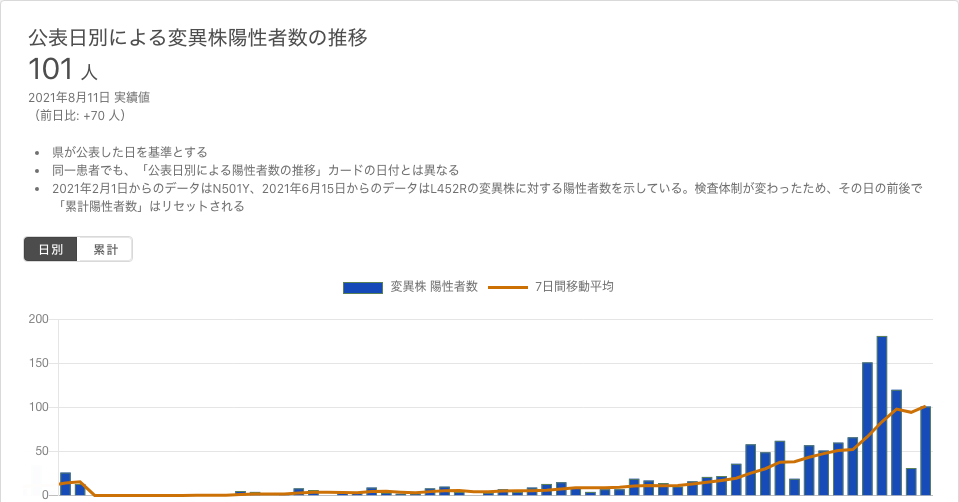 公表日別による変異株陽性者数の推移
101 人
2021年8月11日 実績値
（前日比: +70 人）
• 県が公表した日を基準とする
• 同一患者でも、「公表日別による陽性者数の推移」カードの日付とは異なる
• 2021年2月1日からのデータはN501Y、2021年6月15日からのデータはL452Rの変異株に対する陽性者数を示している。検査体制が変わったため、その日の前後で
「累計陽性者数」はリセットされる
日別 累計
変異株 陽性者数 7日間移動平均
200
150
100
50
0